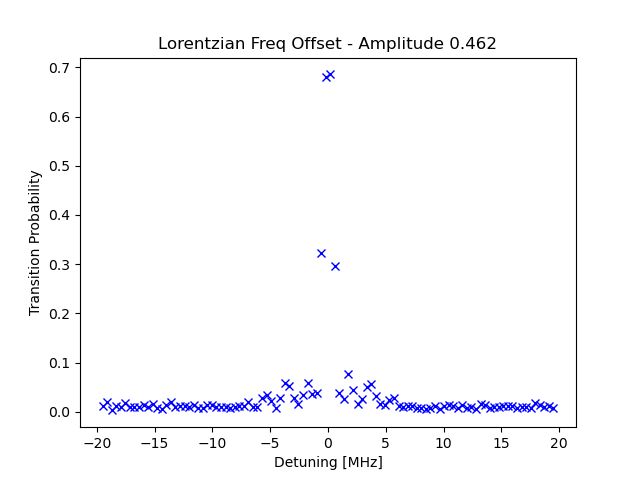 Lorentzian Freq Offset - Amplitude 0.462
0.7
0.6
0.5
0.4
0.3
0.2
0.1
0.0
Transition Probability
−20 −15 −10 −5 0 5 10 15 20
Detuning [MHz]